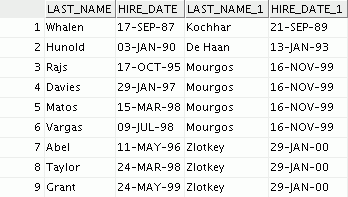 LAST_NAME HIRE_DATE LAST_NAME_1 HIRE_DATE_1
1 Whalen 17-SEP-87 Kochhar 21-SEP-89
2 Hunold 03-JAN-90 De Haan 13-JAN-93
3 Rajs 17-OCT-95 Mourgos 16-NOV-99
4 Davies 29-JAN-97 Mourgos 16-NOV-99
5 Matos 15-MAR-98 Mourgos 16-NOV-99
6 Vargas 09-JUL-98 Mourgos 16-NOV-99
7 Abel 11-MAY-96 Zlotkey 29-JAN-00
8 Taylor 24-MAR-98 Zlotkey 29-JAN-00
9 Grant 24-MAY-99 Zlotkey 29-JAN-00